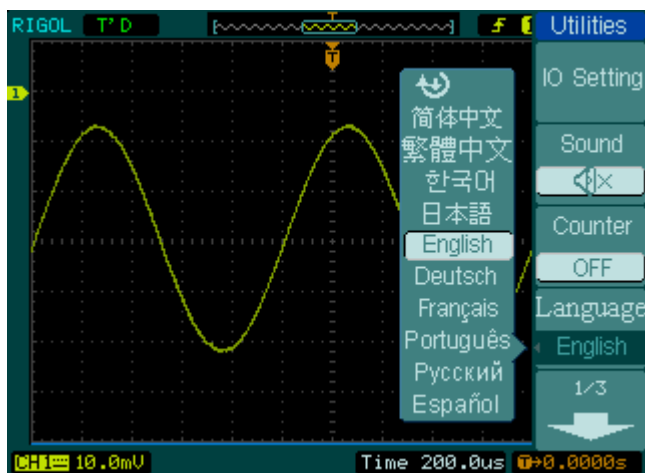 RIGOL T'D
T
Utilities
T
1
IO Setting
Sound
Counter
OFF
Language
English
1/3
简体中文
繁體中文
한국어
日本語
English
Deutsch
Français
Português
Русский
Español
CH1 10.0mV Time 200.0us T→0.0000s